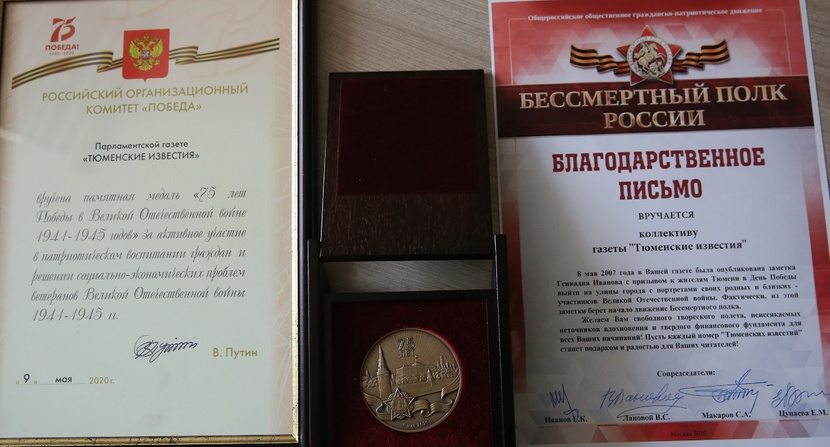 75
ПОБЕДА!
1945-2020
РОССИЙСКИЙ ОРГАНИЗАЦИОННЫЙ
КОМИТЕТ «ПОБЕДА»
Парламентской газете
«ТЮМЕНСКИЕ ИЗВЕСТИЯ»
вручена памятная медаль «75 лет
Победы в Великой Отечественной войне
1941-1945 годов» за активное участие
в патриотическом воспитании граждан и
решении социально-экономических проблем
ветеранов Великой Отечественной войны
1941-1945 гг.
В. Путин
« 9 мая 2020 г.
75
Общероссийское общественное гражданско-патриотическое движение
БЕССМЕРТНЫЙ ПОЛК
РОССИИ
БЛАГОДАРСТВЕННОЕ
ПИСЬМО
ВРУЧАЕТСЯ
коллективу
газеты "Тюменские известия"
8 мая 2007 года в Вашей газете была опубликована заметка
Геннадия Иванова с призывом к жителям Тюмени в День Победы
выйти на улицы города с портретами своих родных и близких -
участников Великой Отечественной войны. Фактически, из этой
заметки берет начало движение Бессмертного полка.
Желаем Вам свободного творческого полета, неиссякаемых
источников вдохновения и твердого финансового фундамента для
всех Ваших начинаний! Пусть каждый номер "Тюменских известий"
станет подарком и радостью для Ваших читателей!
Сопредседатели:
Иванов Г.К.
Лановой В.С.
Макаров С.А.
Цунаева Е.М.